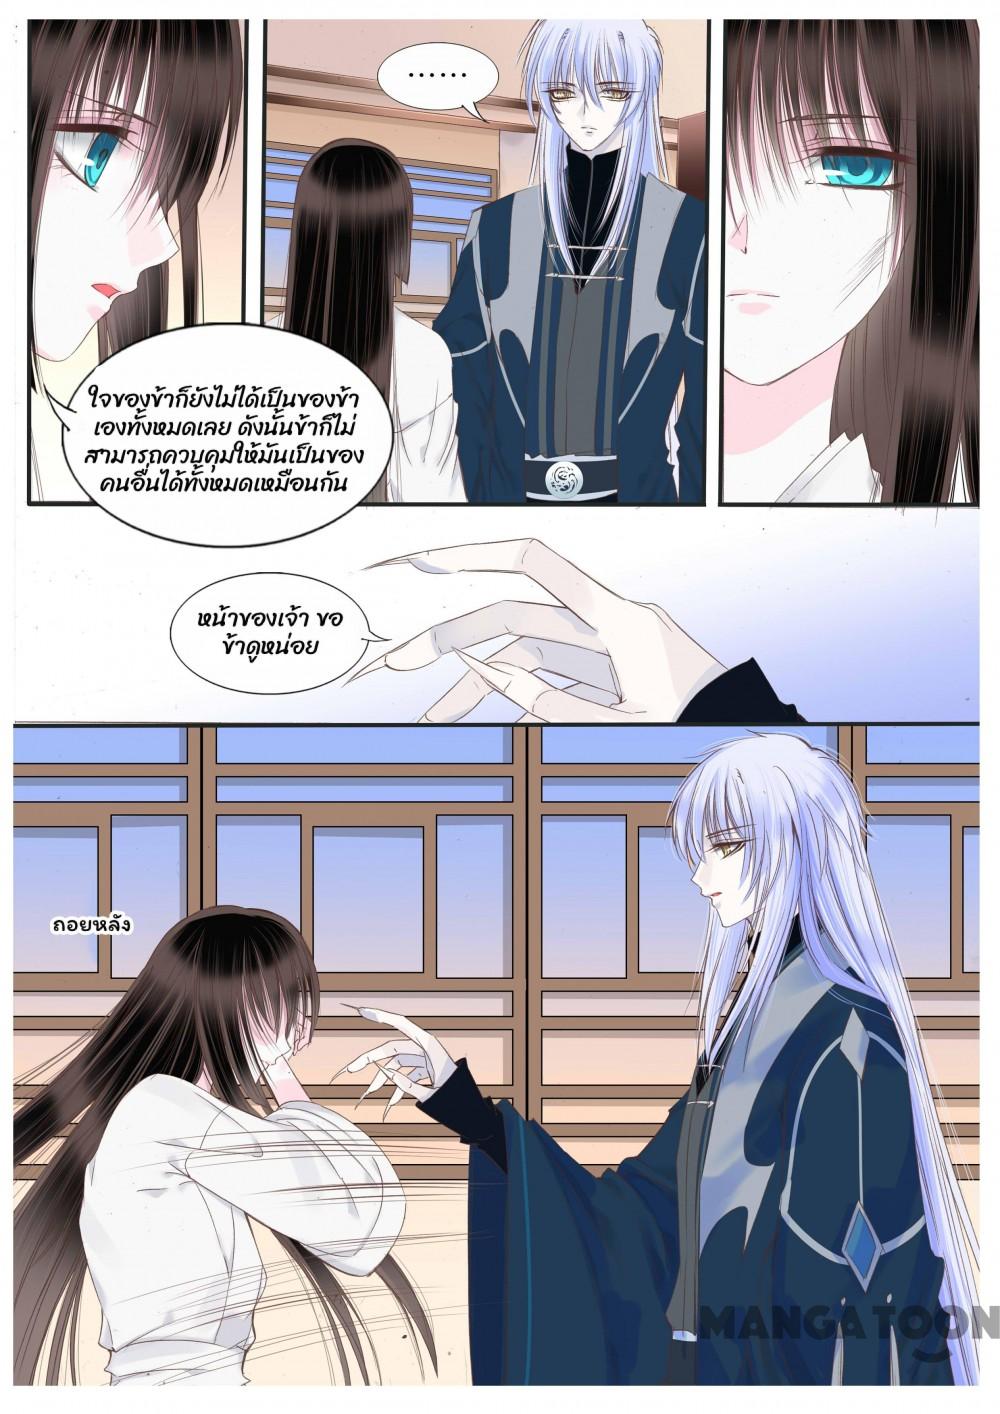 ......
ใจของข้าก็ยังไม่ได้เป็นของข้า
เองทั้งหมดเลย ดังนั้นข้าก็ไม่
สามารถควบคุมให้มันเป็นของ
คนอื่นได้ทั้งหมดเหมือนกัน
หน้าของเจ้า ขอ
ข้าดูหน่อย
ถอยหลัง
MANGATOON